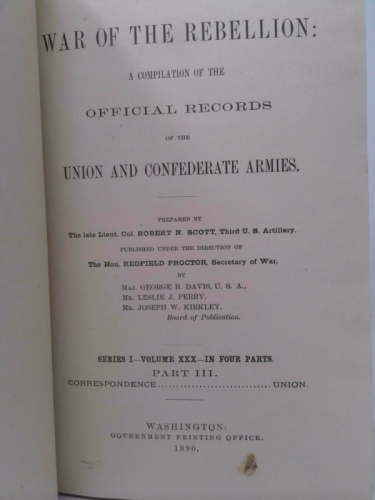 WAR OF THE REBELLION:
A COMPILATION OF THE
OFFICIAL RECORDS
OF THE
UNION AND CONFEDERATE ARMIES.
PREPARED BY
The late Lieut. Col. ROBERT N. SCOTT, Third U. S. Artillery.
PUBLISHED UNDER THE DIRECTION OF
The Hon. REDFIELD PROCTOR, Secretary of War,
BY
MAJ. GEORGE B. DAVIS, U. S. A.,
MR. LESLIE J. PERRY,
MR. JOSEPH W. KIRKLEY,
Board of Publication.
SERIES I—VOLUME XXX—IN FOUR PARTS.
PART III.
CORRESPONDENCE..............................UNION.
WASHINGTON:
GOVERNMENT PRINTING OFFICE,
1890.